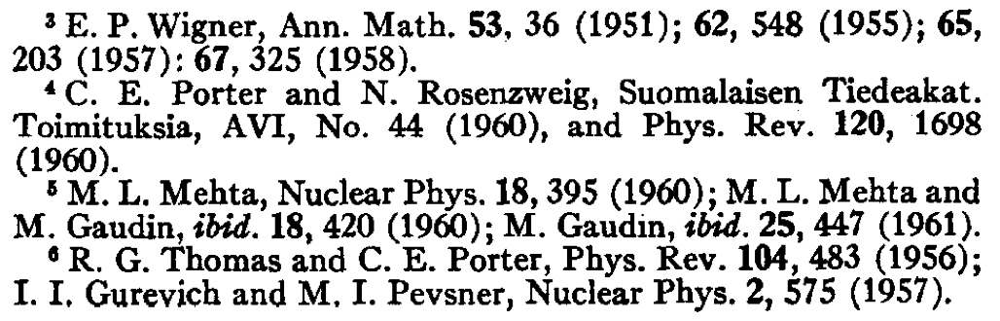 ³ E. P. Wigner, Ann. Math. 53, 36 (1951); 62, 548 (1955); 65,
203 (1957): 67, 325 (1958).
⁴ C. E. Porter and N. Rosenzweig, Suomalaisen Tiedeakat.
Toimituksia, AVI, No. 44 (1960), and Phys. Rev. 120, 1698
(1960).
⁵ M. L. Mehta, Nuclear Phys. 18, 395 (1960); M. L. Mehta and
M. Gaudin, ibid. 18, 420 (1960); M. Gaudin, ibid. 25, 447 (1961).
⁶ R. G. Thomas and C. E. Porter, Phys. Rev. 104, 483 (1956);
I. I. Gurevich and M. I. Pevsner, Nuclear Phys. 2, 575 (1957).